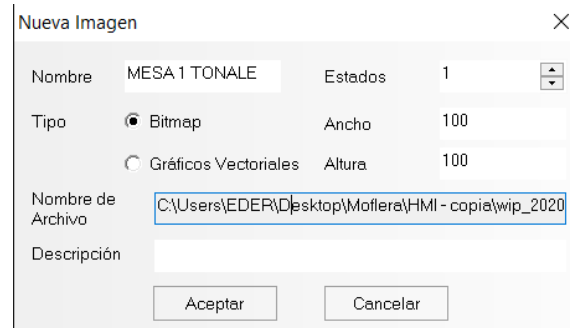 Nueva Imagen
Nombre MESA 1 TONALE Estados 1
Tipo Bitmap Ancho 100
Gráficos Vectoriales Altura 100
Nombre de
Archivo C:\Users\EDER\Desktop\Moflera\HMI - copia\wip_2020
Descripción
Aceptar Cancelar